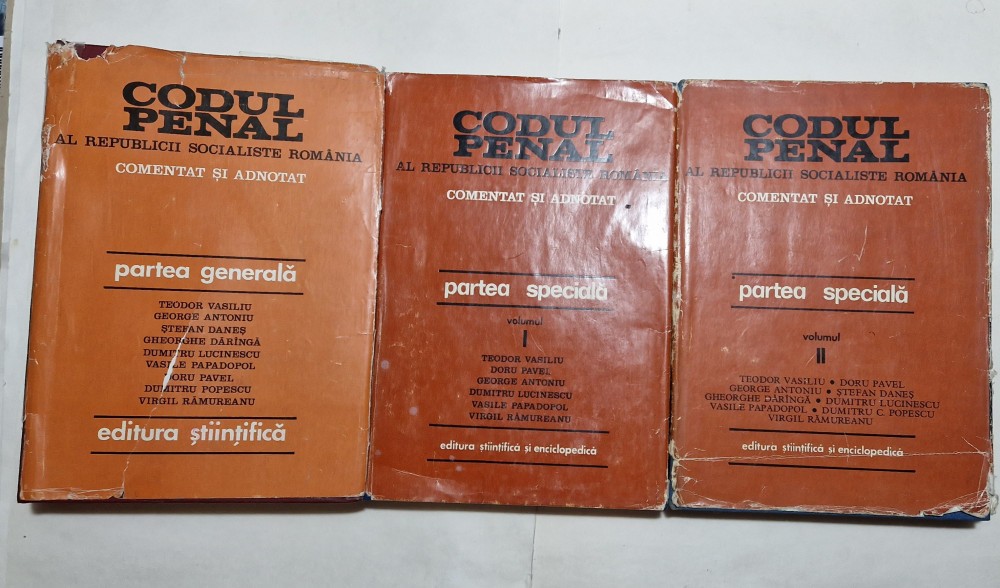 CODUL
PENAL
AL REPUBLICII SOCIALISTE ROMÂNIA
COMENTAT ȘI ADNOTAT
partea generală
TEODOR VASILIU
GEORGE ANTONIU
ȘTEFAN DANEȘ
GHEORGHE DĂRÎNGĂ
DUMITRU LUCINESCU
VASILE PAPADOPOL
DORU PAVEL
DUMITRU POPESCU
VIRGIL RĂMUREANU
editura științifică
CODUL
PENAL
AL REPUBLICII SOCIALISTE ROMÂNIA
COMENTAT ȘI ADNOTAT
partea specială
volumul
I
TEODOR VASILIU
DORU PAVEL
GEORGE ANTONIU
DUMITRU LUCINESCU
VASILE PAPADOPOL
VIRGIL RĂMUREANU
editura științifică și enciclopedică
CODUL
PENAL
AL REPUBLICII SOCIALISTE ROMÂNIA
COMENTAT ȘI ADNOTAT
partea specială
volumul
II
TEODOR VASILIU • DORU PAVEL
GEORGE ANTONIU • ȘTEFAN DANEȘ
GHEORGHE DĂRÎNGĂ • DUMITRU LUCINESCU
VASILE PAPADOPOL • DUMITRU C. POPESCU
VIRGIL RĂMUREANU
editura științifică și enciclopedică